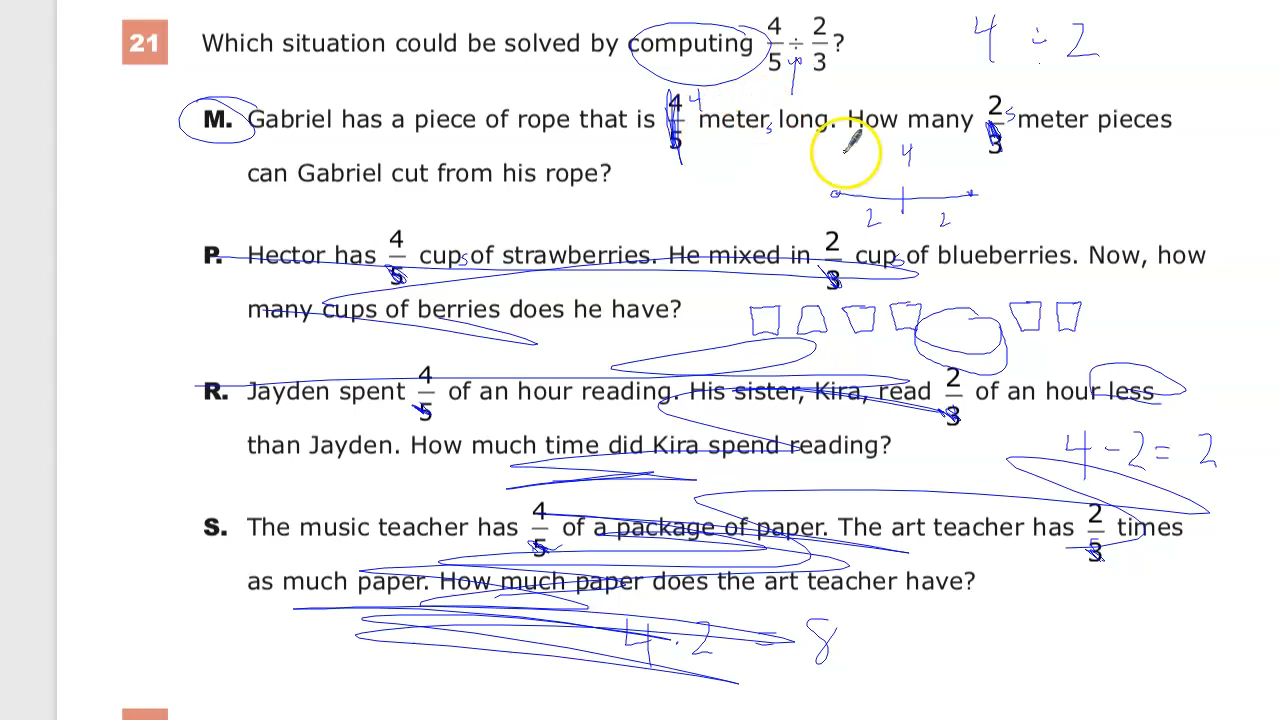 21 Which situation could be solved by computing 4/5 ÷ 2/3? 4 ÷ 2
4
M. Gabriel has a piece of rope that is 4/5 4 meters long. How many 2/3 s meter pieces
can Gabriel cut from his rope?
4
2 2
P. Hector has 4/5 cups of strawberries. He mixed in 2/3 cups of blueberries. Now, how
many cups of berries does he have?
R. Jayden spent 4/5 of an hour reading. His sister, Kira, read 2/3 of an hour less
than Jayden. How much time did Kira spend reading?
4 - 2 = 2
S. The music teacher has 4/5 of a package of paper. The art teacher has 2/3 times
as much paper. How much paper does the art teacher have?
4 · 2 = 8